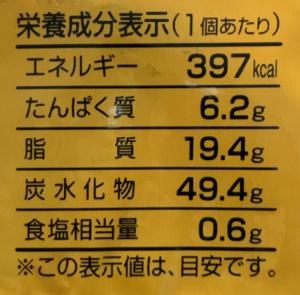 栄養成分表示(1個あたり)
エネルギー 397kcal
たんぱく質 6.2g
脂質 19.4g
炭水化物 49.4g
食塩相当量 0.6g
※この表示値は、目安です。